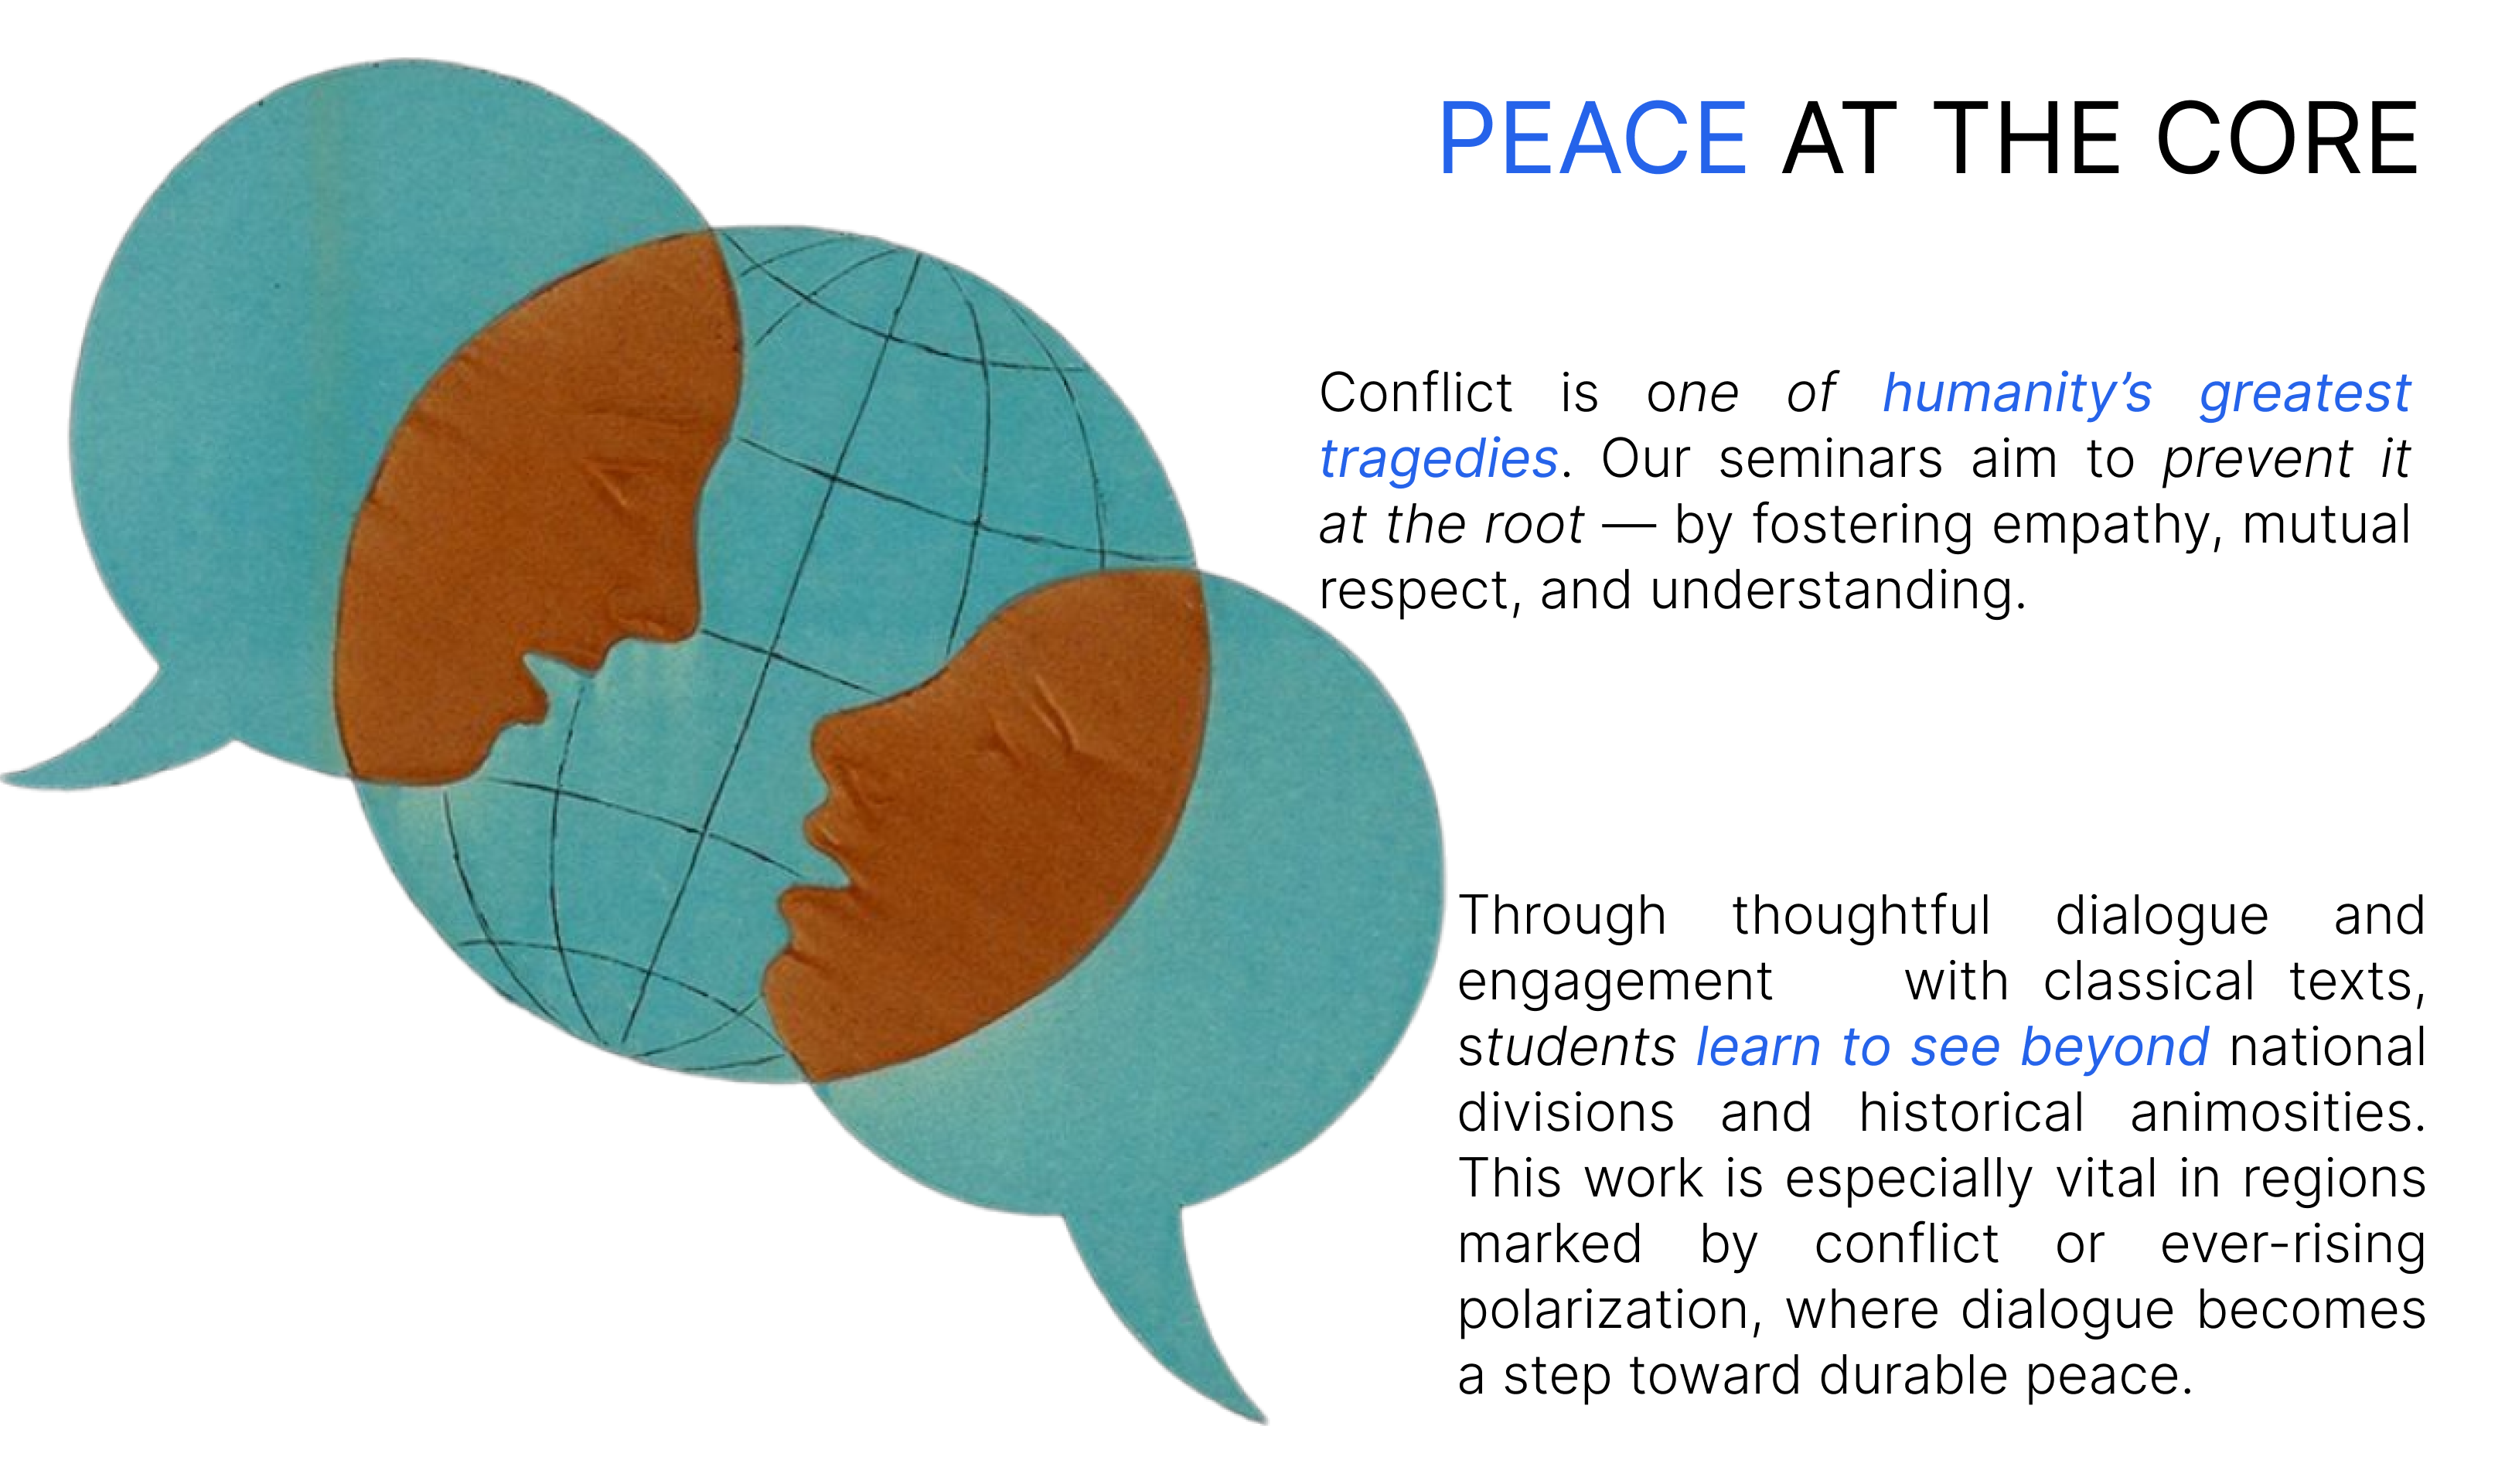 PEACE AT THE CORE
Conflict is one of humanity’s greatest
tragedies. Our seminars aim to prevent it
at the root — by fostering empathy, mutual
respect, and understanding.
Through thoughtful dialogue and
engagement with classical texts,
students learn to see beyond national
divisions and historical animosities.
This work is especially vital in regions
marked by conflict or ever-rising
polarization, where dialogue becomes
a step toward durable peace.